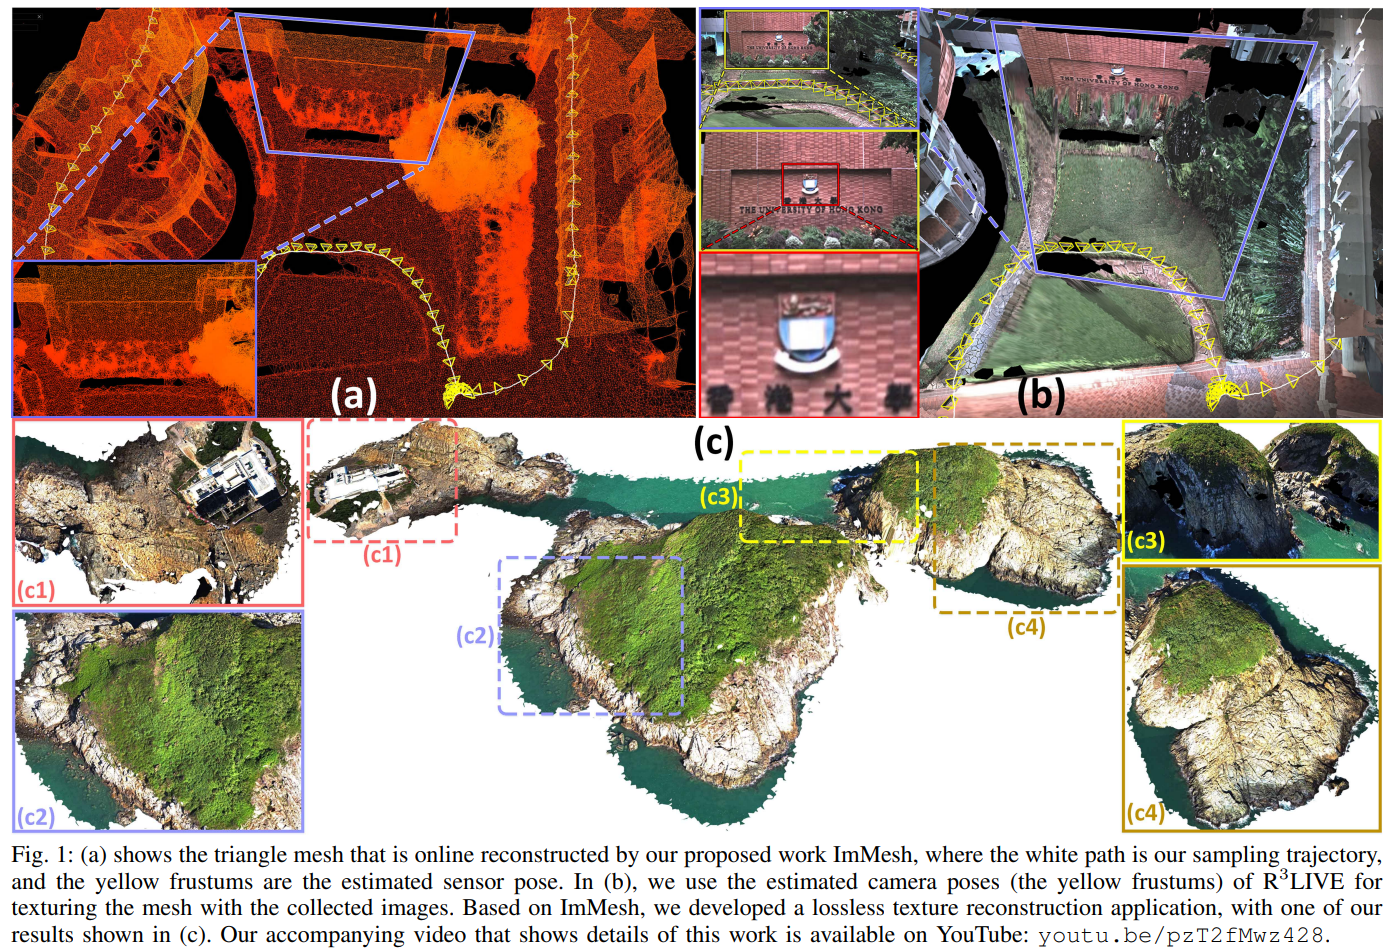 THE UNIVERSITY OF HONG KONG
THE UNIVERSITY OF HONG KONG
THE UNIVERSITY OF HONG KONG
香港大學
(a)
(b)
(c)
(c1)
(c1)
(c2)
(c2)
(c3)
(c3)
(c4)
(c4)
Fig. 1: (a) shows the triangle mesh that is online reconstructed by our proposed work ImMesh, where the white path is our sampling trajectory,
and the yellow frustums are the estimated sensor pose. In (b), we use the estimated camera poses (the yellow frustums) of R³LIVE for
texturing the mesh with the collected images. Based on ImMesh, we developed a lossless texture reconstruction application, with one of our
results shown in (c). Our accompanying video that shows details of this work is available on YouTube: youtu.be/pzT2fMwz428.